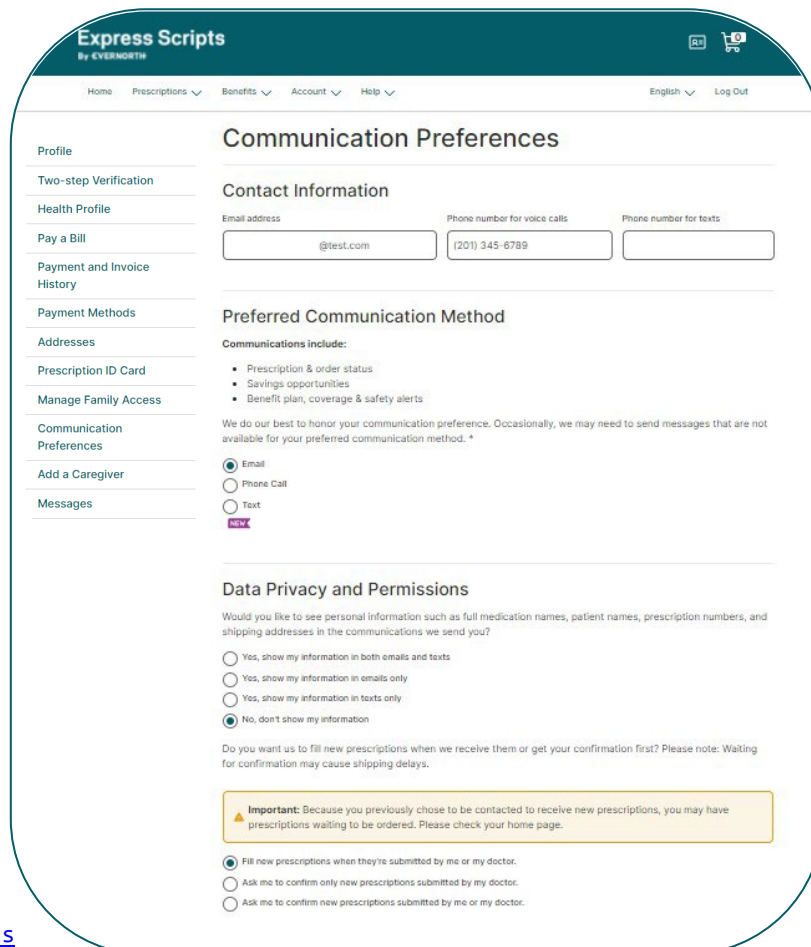 Express Scripts
By EVERNORTH
0
Home Prescriptions Benefits Account Help English Log Out
Profile
Two-step Verification
Health Profile
Pay a Bill
Payment and Invoice
History
Payment Methods
Addresses
Prescription ID Card
Manage Family Access
Communication
Preferences
Add a Caregiver
Messages
Communication Preferences
Contact Information
Email address Phone number for voice calls Phone number for texts
@test.com (201) 345-6789
Preferred Communication Method
Communications include:
• Prescription & order status
• Savings opportunities
• Benefit plan, coverage & safety alerts
We do our best to honor your communication preference. Occasionally, we may need to send messages that are not
available for your preferred communication method. *
Email
Phone Call
Text
NEW
Data Privacy and Permissions
Would you like to see personal information such as full medication names, patient names, prescription numbers, and
shipping addresses in the communications we send you?
Yes, show my information in both emails and texts
Yes, show my information in emails only
Yes, show my information in texts only
No, don't show my information
Do you want us to fill new prescriptions when we receive them or get your confirmation first? Please note: Waiting
for confirmation may cause shipping delays.
Important: Because you previously chose to be contacted to receive new prescriptions, you may have
prescriptions waiting to be ordered. Please check your home page.
Fill new prescriptions when they're submitted by me or my doctor.
Ask me to confirm only new prescriptions submitted by my doctor.
Ask me to confirm new prescriptions submitted by me or my doctor.
s